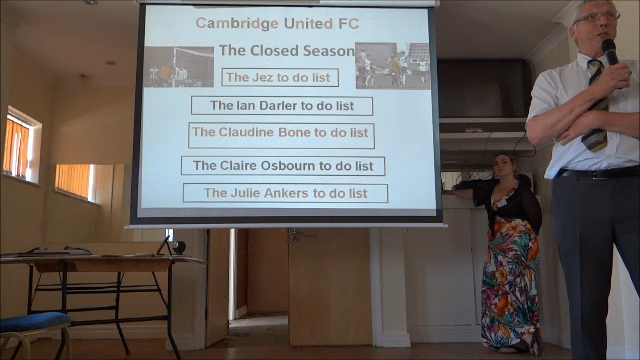 Cambridge United FC
The Closed Season
The Jez to do list
The Ian Darler to do list
The Claudine Bone to do list
The Claire Osbourn to do list
The Julie Ankers to do list